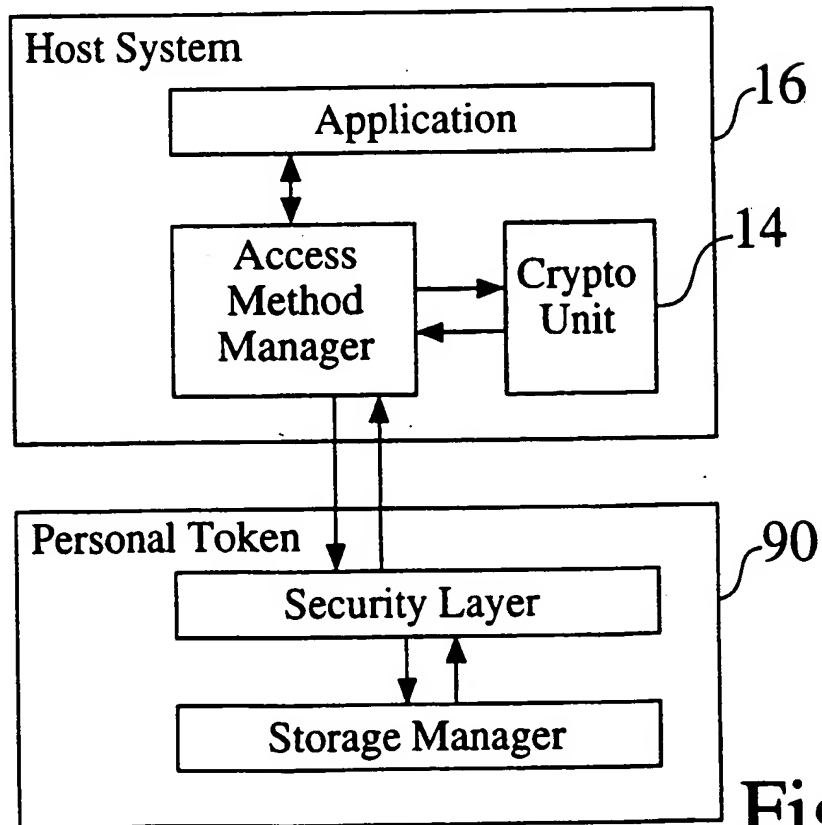 Host System
16
Application
14
Access
Method
Manager
Crypto
Unit
Personal Token
90
Security Layer
Storage Manager